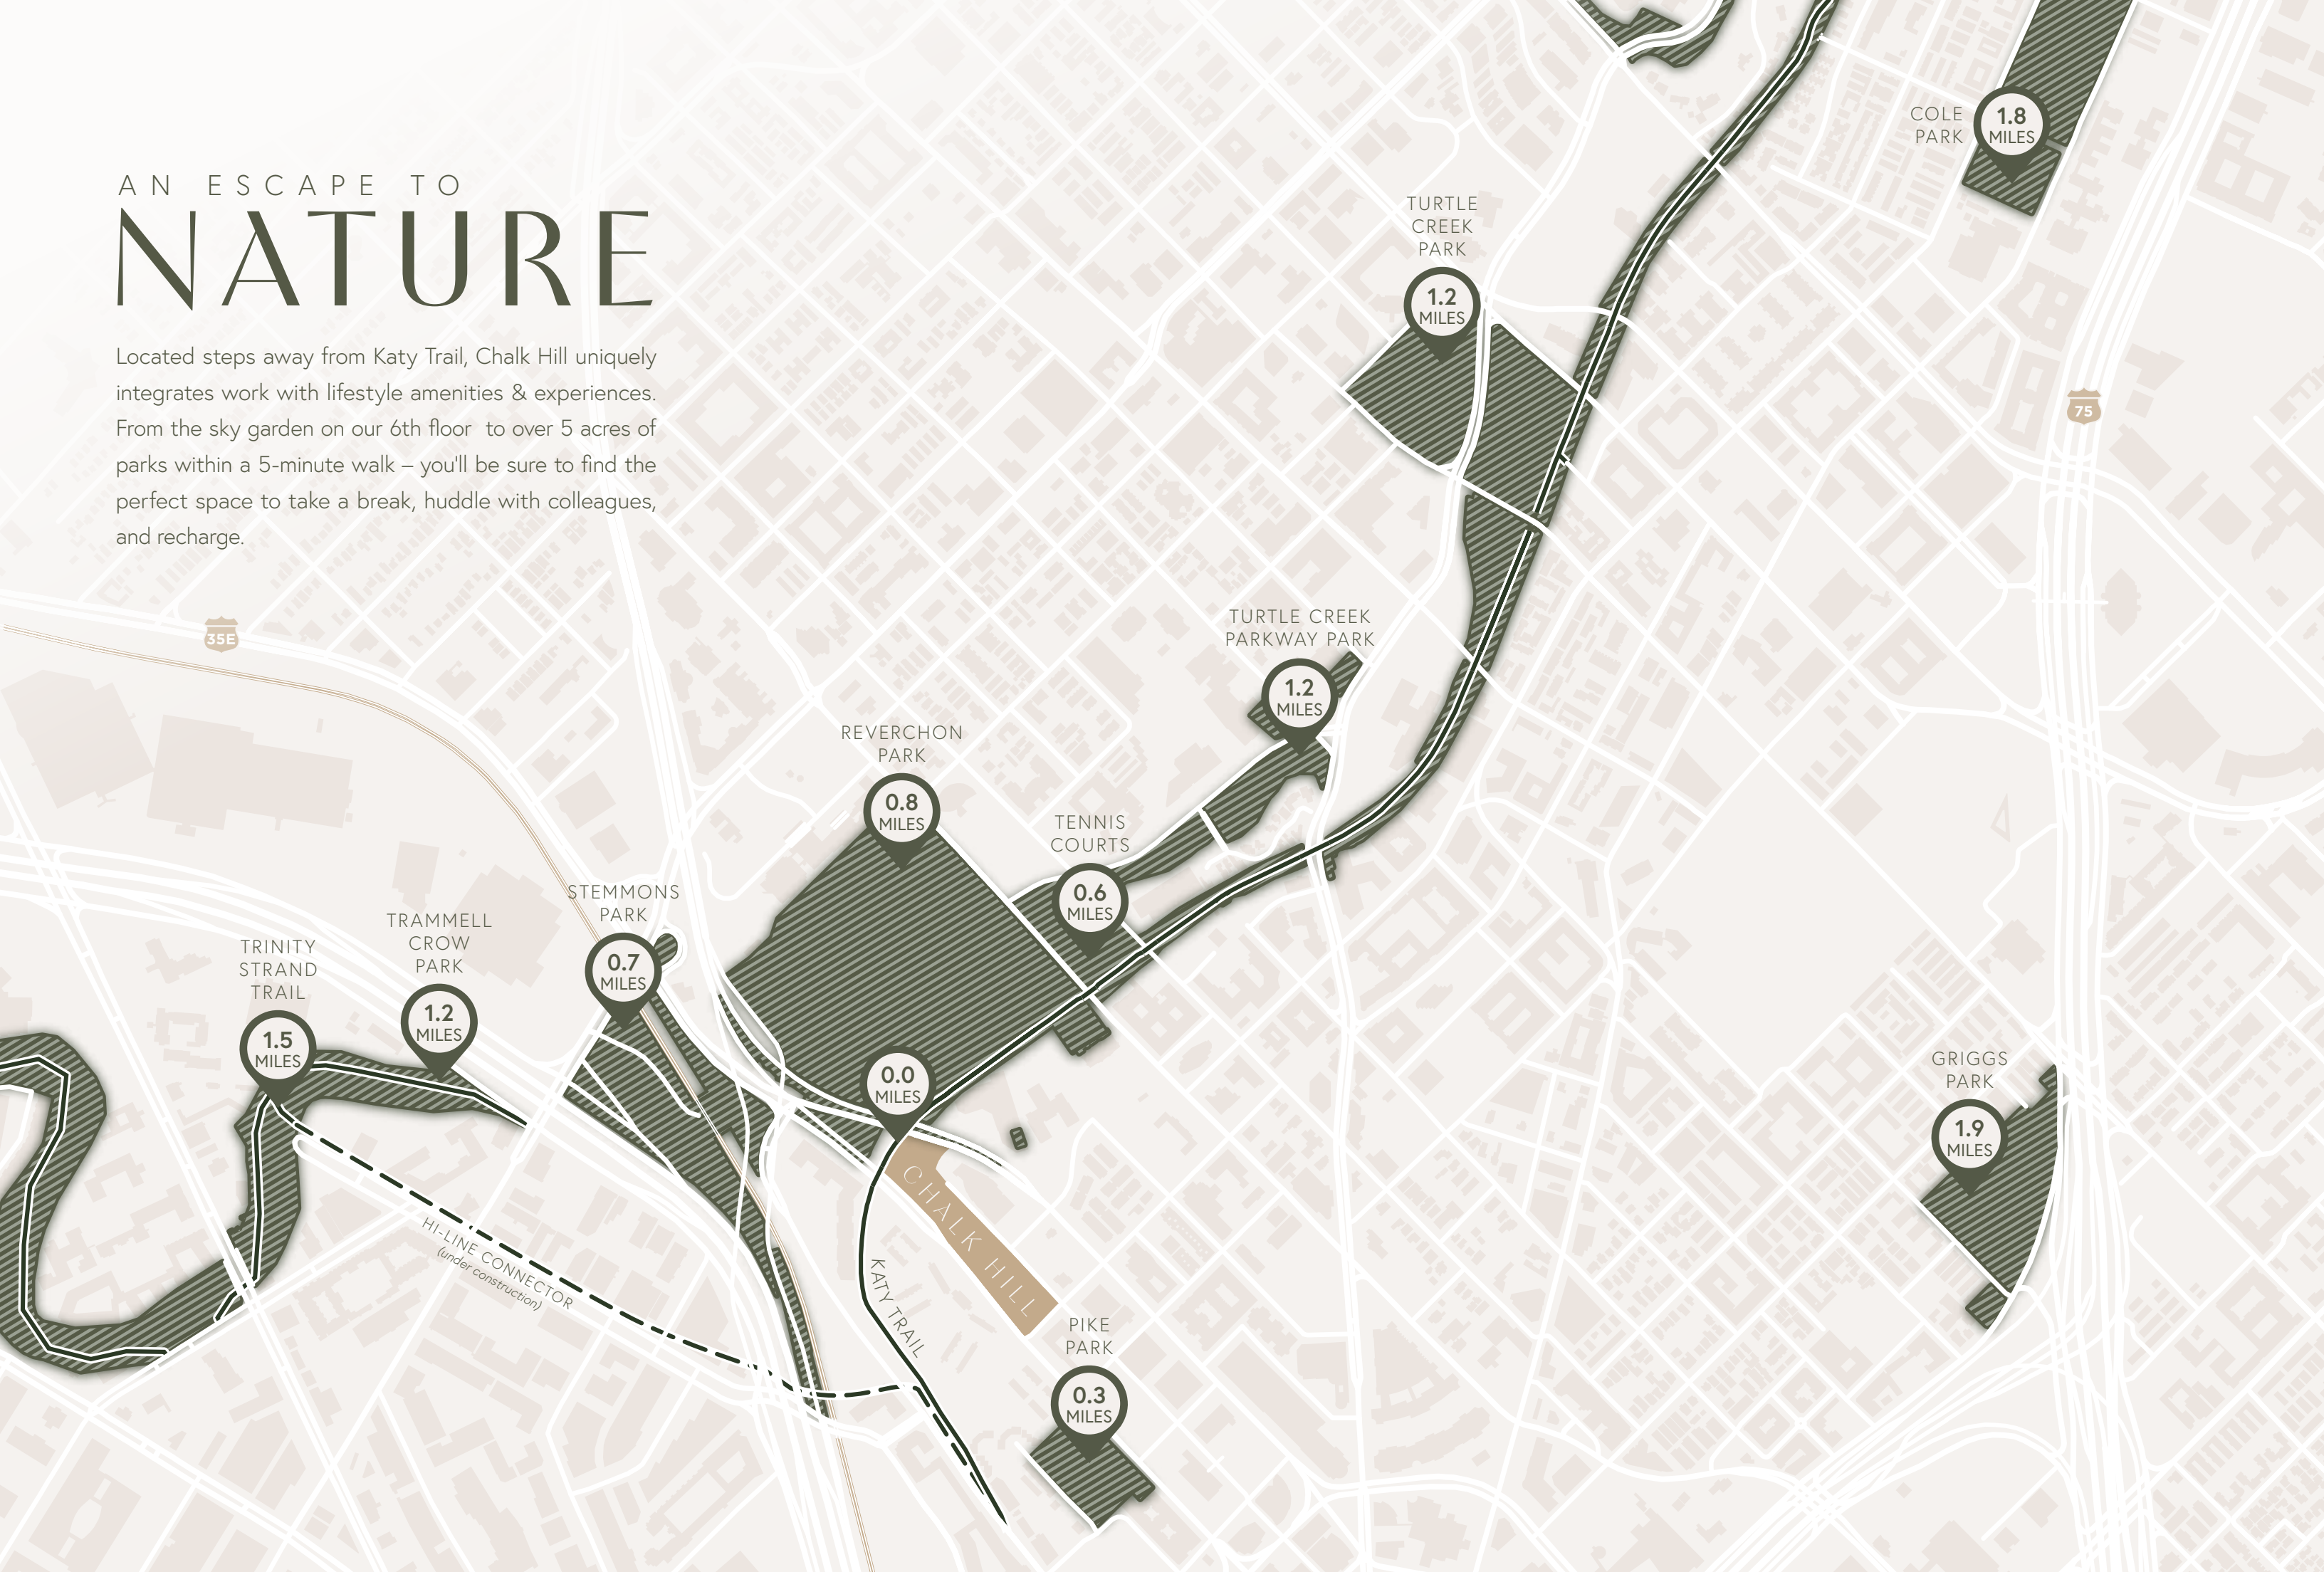 AN ESCAPE TO
NATURE
Located steps away from Katy Trail, Chalk Hill uniquely
integrates work with lifestyle amenities & experiences.
From the sky garden on our 6th floor  to over 5 acres of
parks within a 5-minute walk – you'll be sure to find the
perfect space to take a break, huddle with colleagues,
and recharge.
COLE
PARK
1.8
MILES
TURTLE
CREEK
PARK
1.2
MILES
75
35E
TURTLE CREEK
PARKWAY PARK
1.2
MILES
REVERCHON
PARK
0.8
MILES
TENNIS
COURTS
0.6
MILES
STEMMONS
PARK
0.7
MILES
TRAMMELL
CROW
PARK
1.2
MILES
TRINITY
STRAND
TRAIL
1.5
MILES
0.0
MILES
GRIGGS
PARK
1.9
MILES
CHALK HILL
HI-LINE CONNECTOR
(under construction)
KATY TRAIL
PIKE
PARK
0.3
MILES